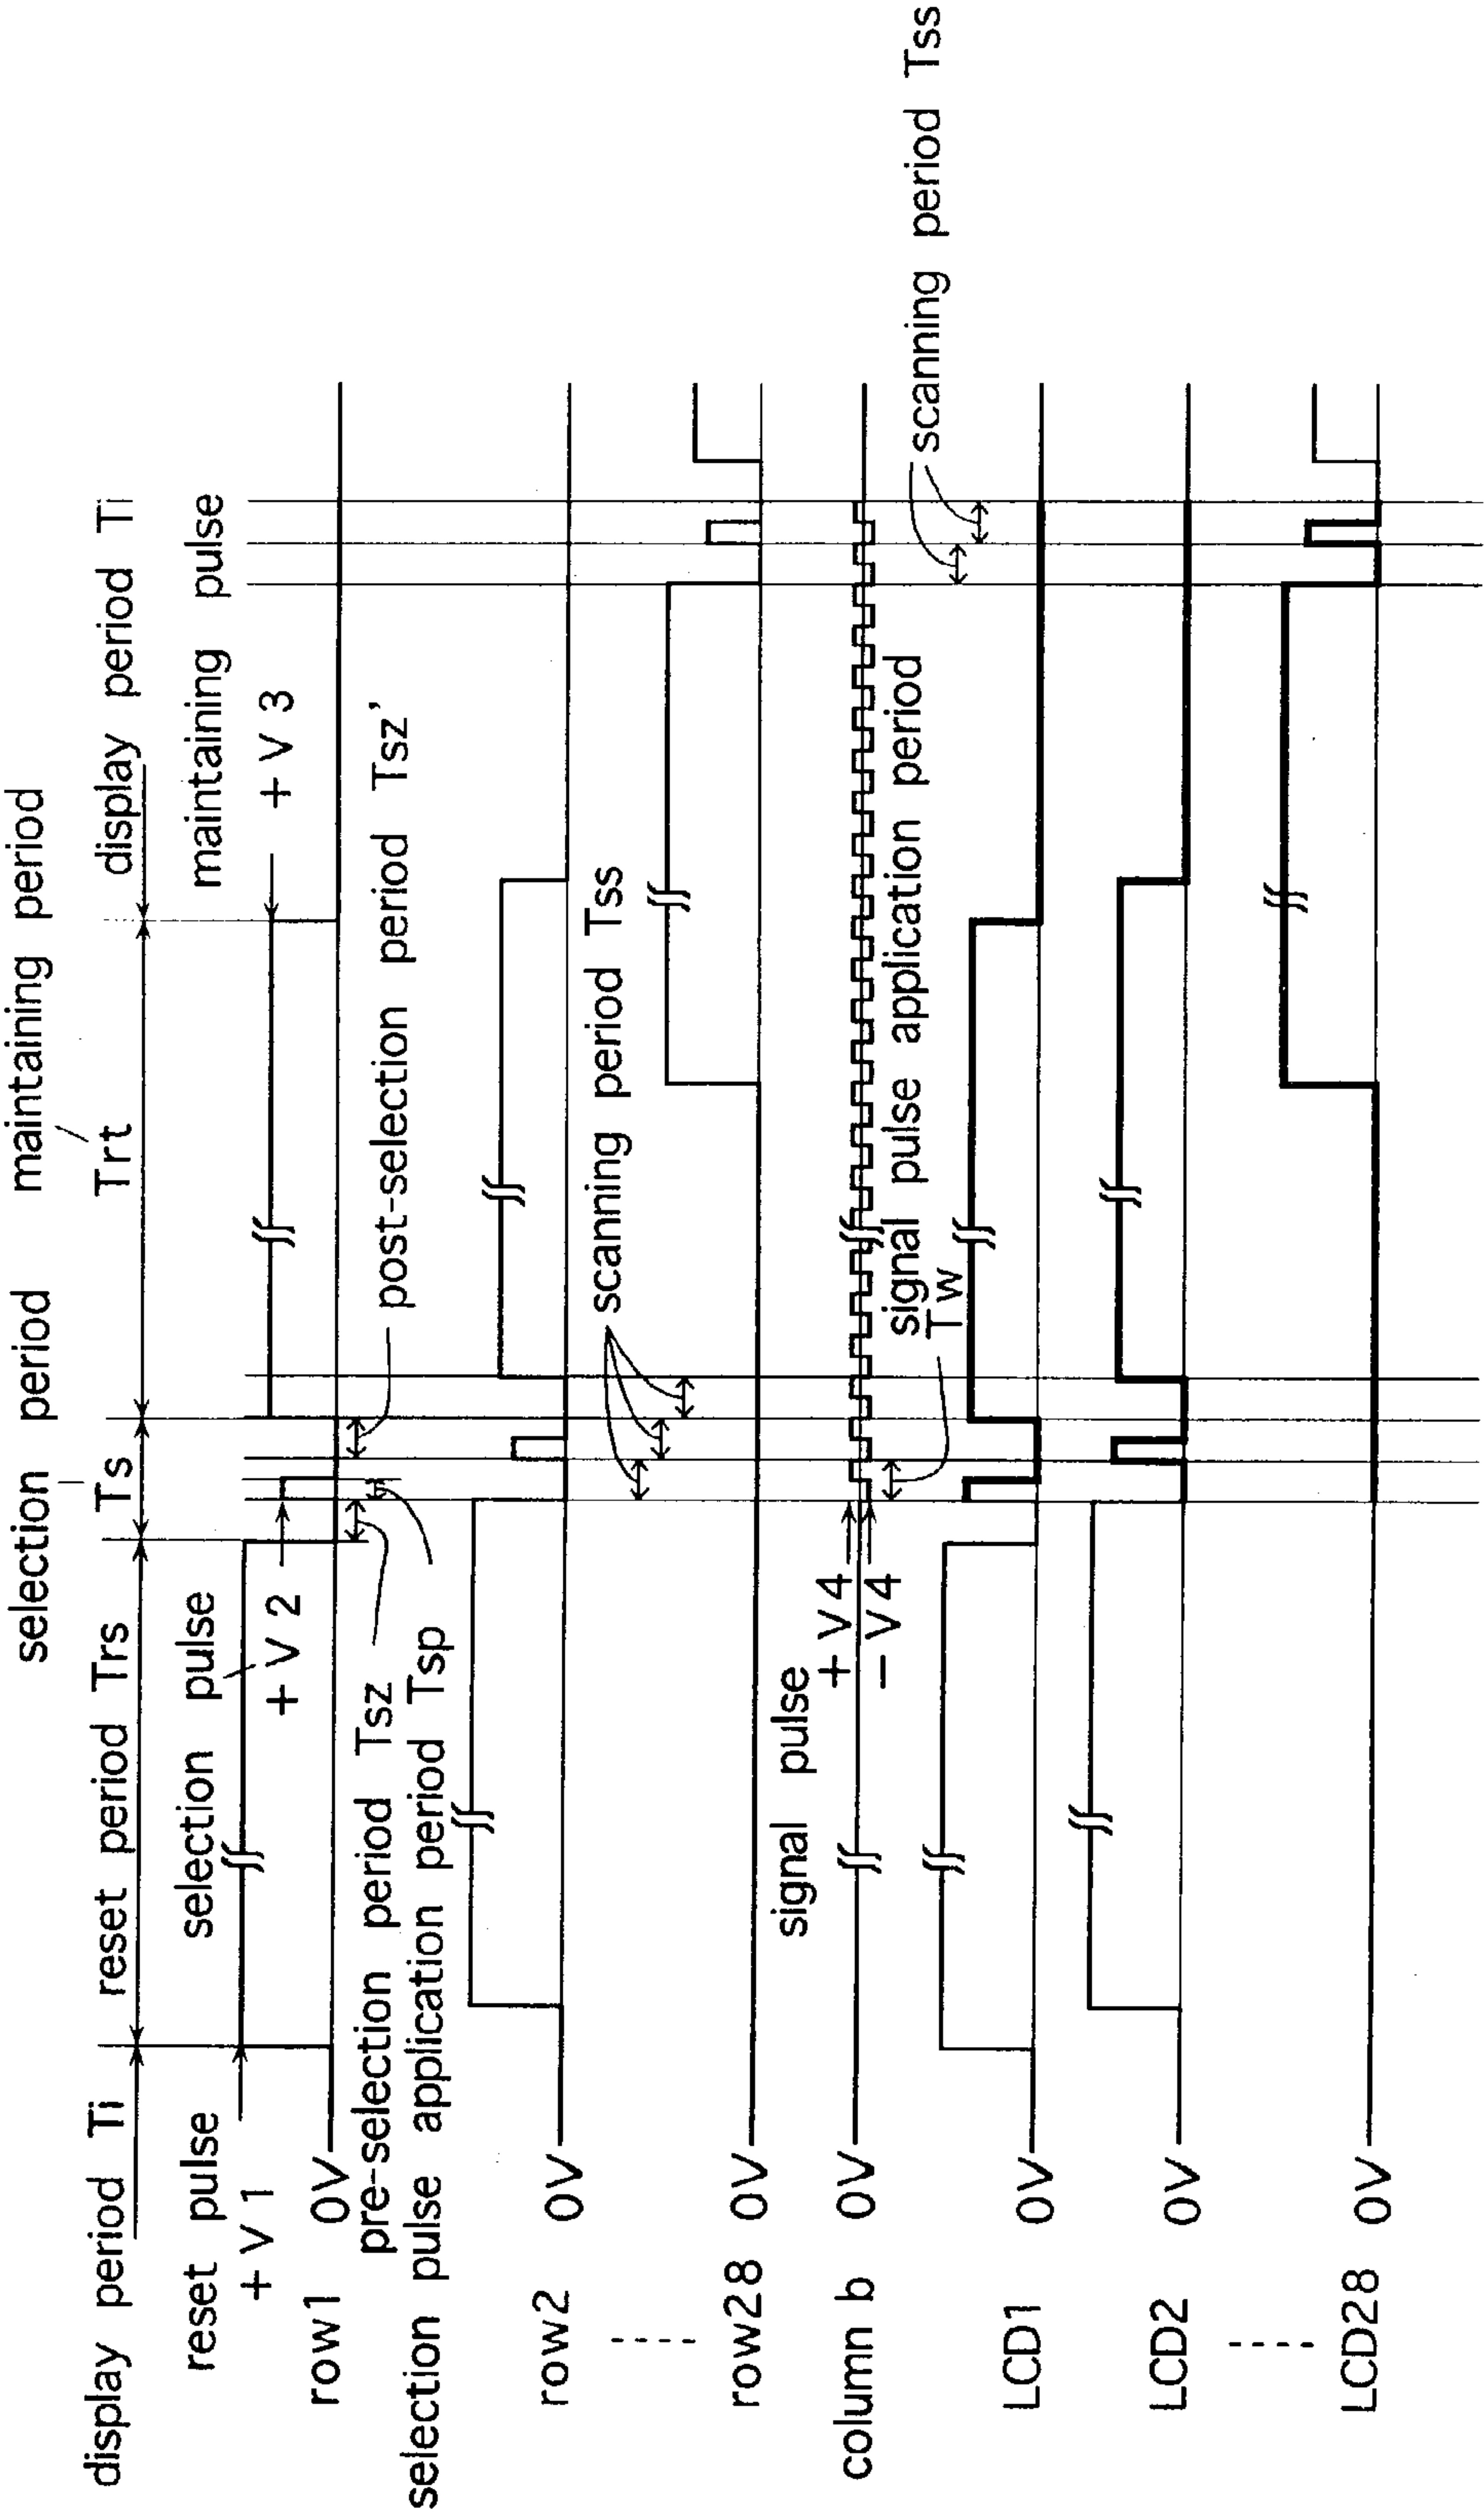 selection period
maintaining period
display period Ti
reset period Trs
Ts
Trt
display period Ti
reset pulse
selection pulse
maintaining pulse
+V1
+V2
+V3
row1
0V
pre-selection period Tsz
post-selection period Tsz'
selection pulse application period Tsp
row2
0V
scanning period Tss
row28
0V
signal pulse
+V4
-V4
column b
0V
signal pulse application period
Tw
scanning period Tss
LCD1
0V
LCD2
0V
LCD28
0V